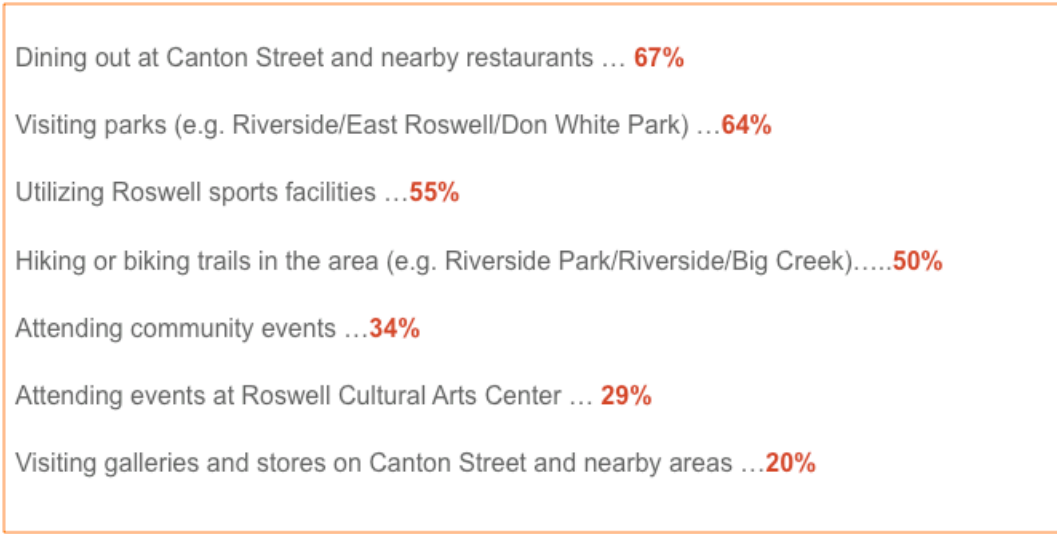 Dining out at Canton Street and nearby restaurants … 67%
Visiting parks (e.g. Riverside/East Roswell/Don White Park) …64%
Utilizing Roswell sports facilities …55%
Hiking or biking trails in the area (e.g. Riverside Park/Riverside/Big Creek)…..50%
Attending community events …34%
Attending events at Roswell Cultural Arts Center … 29%
Visiting galleries and stores on Canton Street and nearby areas …20%